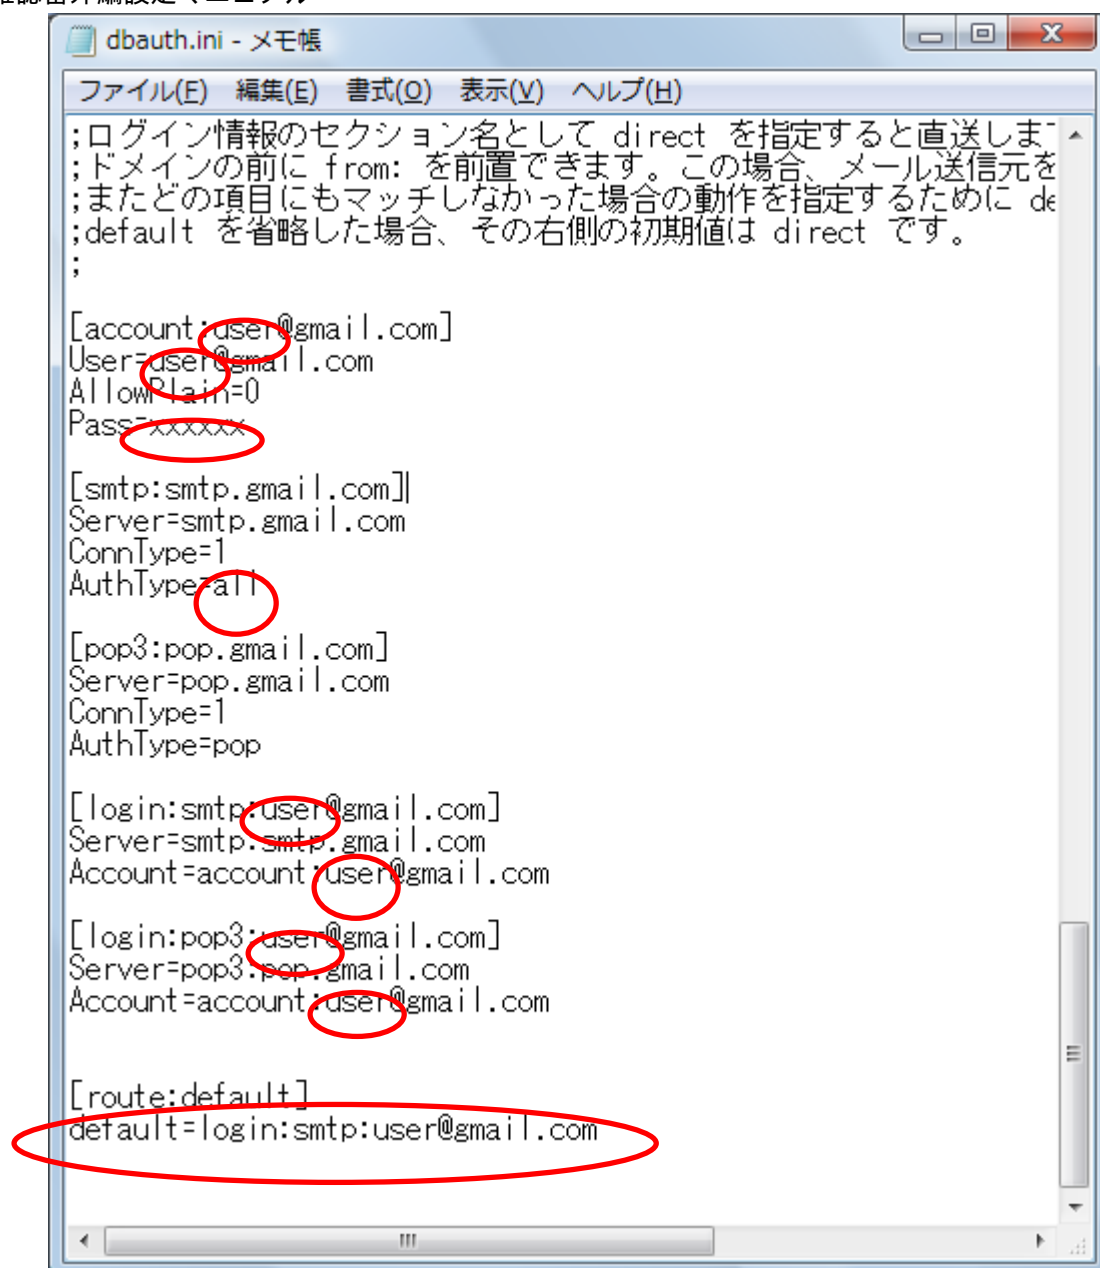 dbauth.ini - メモ帳
ファイル(F) 編集(E) 書式(O) 表示(V) ヘルプ(H)
;ログイン情報のセクション名として direct を指定すると直送しま
;ドメインの前に from: を前置できます。この場合、メール送信元を
;またどの項目にもマッチしなかった場合の動作を指定するために de
;default を省略した場合、その右側の初期値は direct です。
;
[account:user@gmail.com]
User=user@gmail.com
AllowPlain=0
Pass=xxxxxx
[smtp:smtp.gmail.com]
Server=smtp.gmail.com
ConnType=1
AuthType=all
[pop3:pop.gmail.com]
Server=pop.gmail.com
ConnType=1
AuthType=pop
[login:smtp:user@gmail.com]
Server=smtp:smtp.gmail.com
Account=account:user@gmail.com
[login:pop3:user@gmail.com]
Server=pop3:pop.gmail.com
Account=account:user@gmail.com
[route:default]
default=login:smtp:user@gmail.com